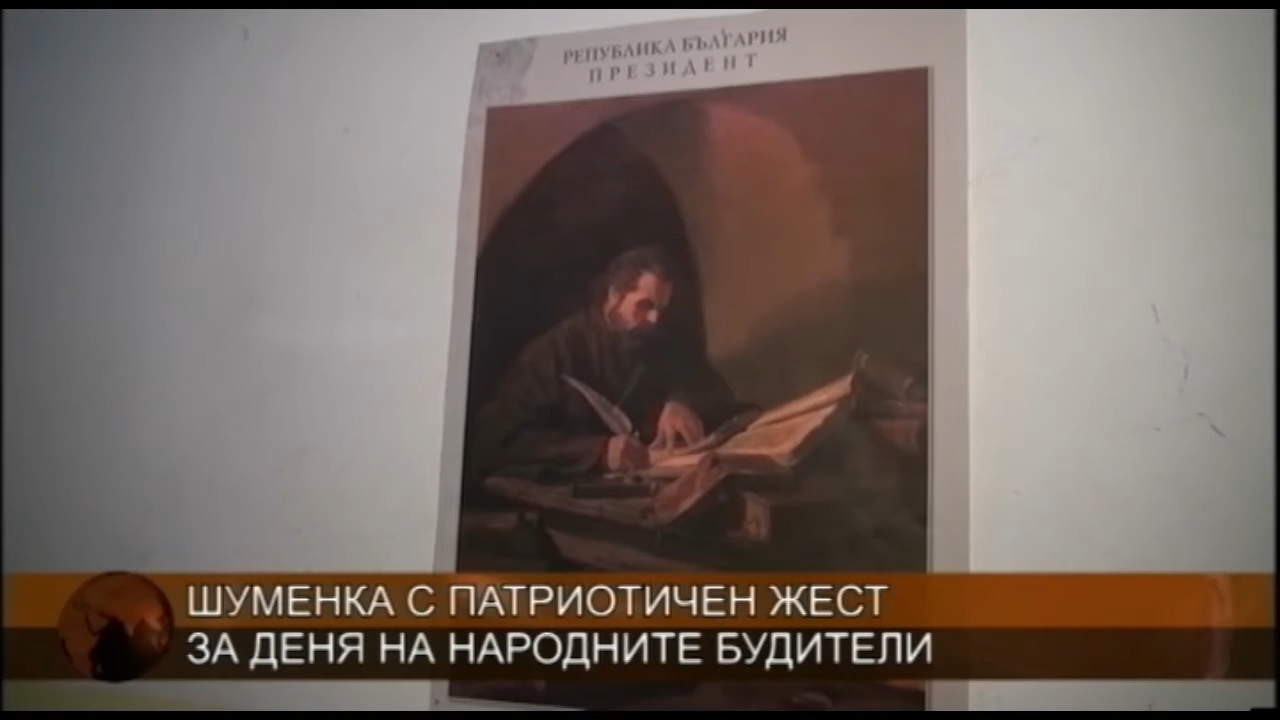 РЕПУБЛИКА БЪЛГАРИЯ
ПРЕЗИДЕНТ
ШУМЕНКА С ПАТРИОТИЧЕН ЖЕСТ
ЗА ДЕНЯ НА НАРОДНИТЕ БУДИТЕЛИ